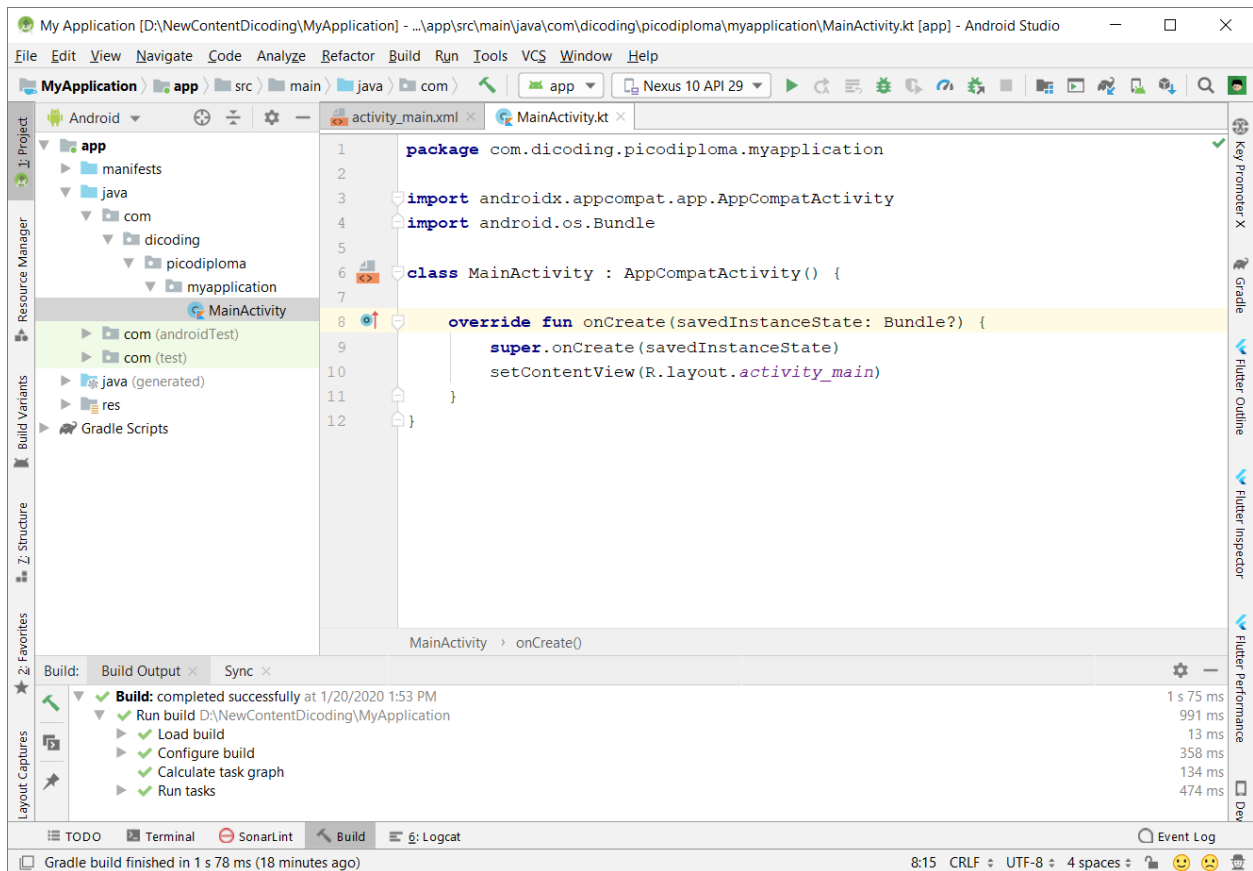 My Application [D:\NewContentDicoding\MyApplication] - ...\app\src\main\java\com\dicoding\picodiploma\myapplication\MainActivity.kt [app] - Android Studio
File Edit View Navigate Code Analyze Refactor Build Run Tools VCS Window Help
MyApplication app src main java com app Nexus 10 API 29
Android
activity_main.xml MainActivity.kt
1: Project
Resource Manager
Build Variants
7: Structure
2: Favorites
Layout Captures
app
manifests
java
com
dicoding
picodiploma
myapplication
MainActivity
com (androidTest)
com (test)
java (generated)
res
Gradle Scripts
1 package com.dicoding.picodiploma.myapplication
2
3 import androidx.appcompat.app.AppCompatActivity
4 import android.os.Bundle
5
6 class MainActivity : AppCompatActivity() {
7
8 override fun onCreate(savedInstanceState: Bundle?) {
9 super.onCreate(savedInstanceState)
10 setContentView(R.layout.activity_main)
11 }
12 }
MainActivity › onCreate()
Key Promoter X
Gradle
Flutter Outline
Flutter Inspector
Flutter Performance
Dev
Build: Build Output Sync
Build: completed successfully at 1/20/2020 1:53 PM 1 s 75 ms
Run build D:\NewContentDicoding\MyApplication 991 ms
Load build 13 ms
Configure build 358 ms
Calculate task graph 134 ms
Run tasks 474 ms
TODO Terminal SonarLint Build 6: Logcat Event Log
Gradle build finished in 1 s 78 ms (18 minutes ago) 8:15 CRLF UTF-8 4 spaces